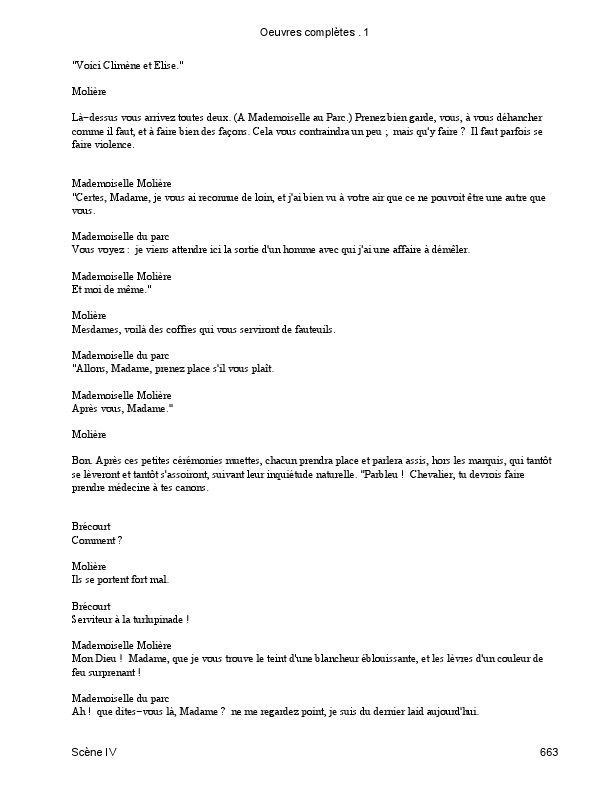 Oeuvres complètes . 1
"Voici Climène et Elise."
Molière
Là-dessus vous arrivez toutes deux. (A Mademoiselle au Parc.) Prenez bien garde, vous, à vous déhancher
comme il faut, et à faire bien des façons. Cela vous contraindra un peu ; mais qu'y faire ? Il faut parfois se
faire violence.
Mademoiselle Molière
"Certes, Madame, je vous ai reconnue de loin, et j'ai bien vu à votre air que ce ne pouvoit être une autre que
vous.
Mademoiselle du parc
Vous voyez : je viens attendre ici la sortie d'un homme avec qui j'ai une affaire à démêler.
Mademoiselle Molière
Et moi de même."
Molière
Mesdames, voilà des coffres qui vous serviront de fauteuils.
Mademoiselle du parc
"Allons, Madame, prenez place s'il vous plaît.
Mademoiselle Molière
Après vous, Madame."
Molière
Bon. Après ces petites cérémonies muettes, chacun prendra place et parlera assis, hors les marquis, qui tantôt
se lèveront et tantôt s'assoiront, suivant leur inquiétude naturelle. "Parbleu ! Chevalier, tu devrois faire
prendre médecine à tes canons.
Brécourt
Comment ?
Molière
Ils se portent fort mal.
Brécourt
Serviteur à la turlupinade !
Mademoiselle Molière
Mon Dieu ! Madame, que je vous trouve le teint d'une blancheur éblouissante, et les lèvres d'un couleur de
feu surprenant !
Mademoiselle du parc
Ah ! que dites-vous là, Madame ? ne me regardez point, je suis du dernier laid aujourd'hui.
Scène IV 663